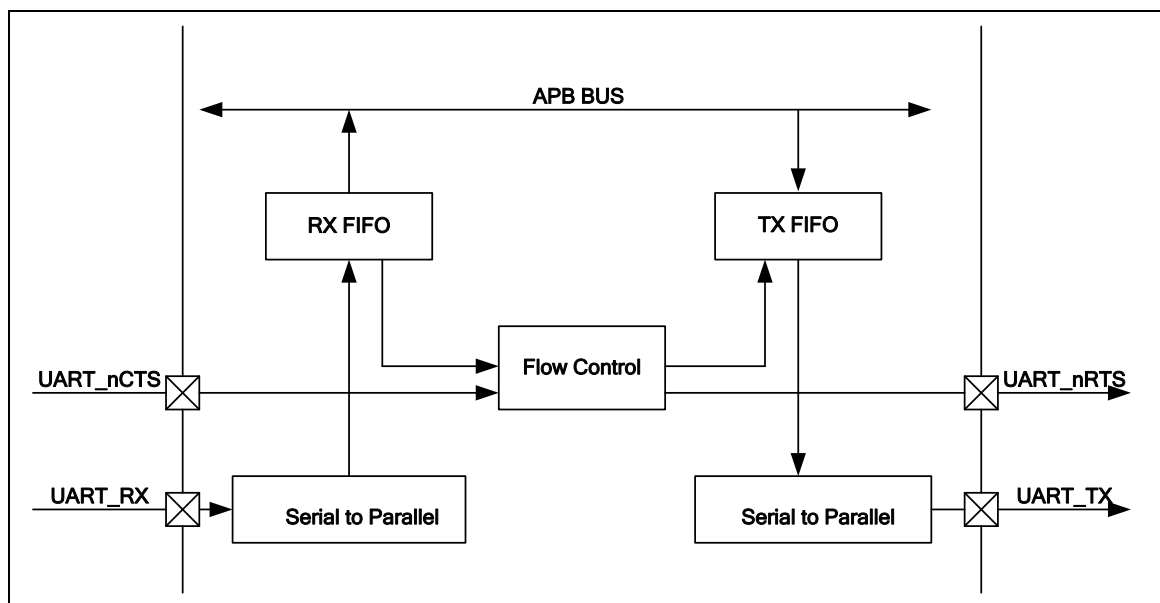 APB BUS
RX FIFO
TX FIFO
Flow Control
UART_nCTS
UART_nRTS
UART_RX
Serial to Parallel
Serial to Parallel
UART_TX